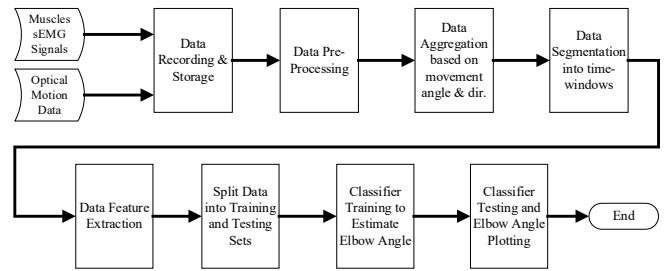 Muscles
sEMG
Signals
Optical
Motion
Data
Data
Recording &
Storage
Data Pre-
Processing
Data
Aggregation
based on
movement
angle & dir.
Data
Segmentation
into time-
windows
Data Feature
Extraction
Split Data
into Training
and Testing
Sets
Classifier
Training to
Estimate
Elbow Angle
Classifier
Testing and
Elbow Angle
Plotting
End